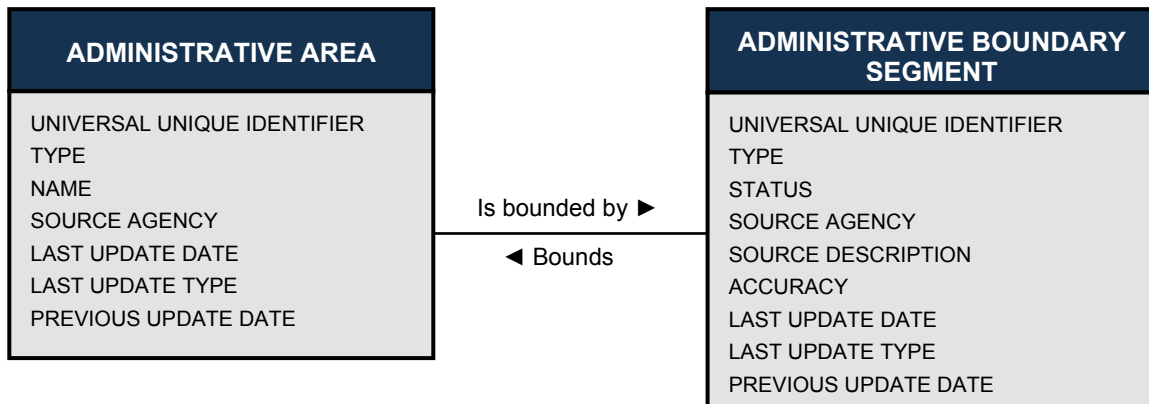 ADMINISTRATIVE AREA
UNIVERSAL UNIQUE IDENTIFIER
TYPE
NAME
SOURCE AGENCY
LAST UPDATE DATE
LAST UPDATE TYPE
PREVIOUS UPDATE DATE
Is bounded by ►
◄ Bounds
ADMINISTRATIVE BOUNDARY
SEGMENT
UNIVERSAL UNIQUE IDENTIFIER
TYPE
STATUS
SOURCE AGENCY
SOURCE DESCRIPTION
ACCURACY
LAST UPDATE DATE
LAST UPDATE TYPE
PREVIOUS UPDATE DATE